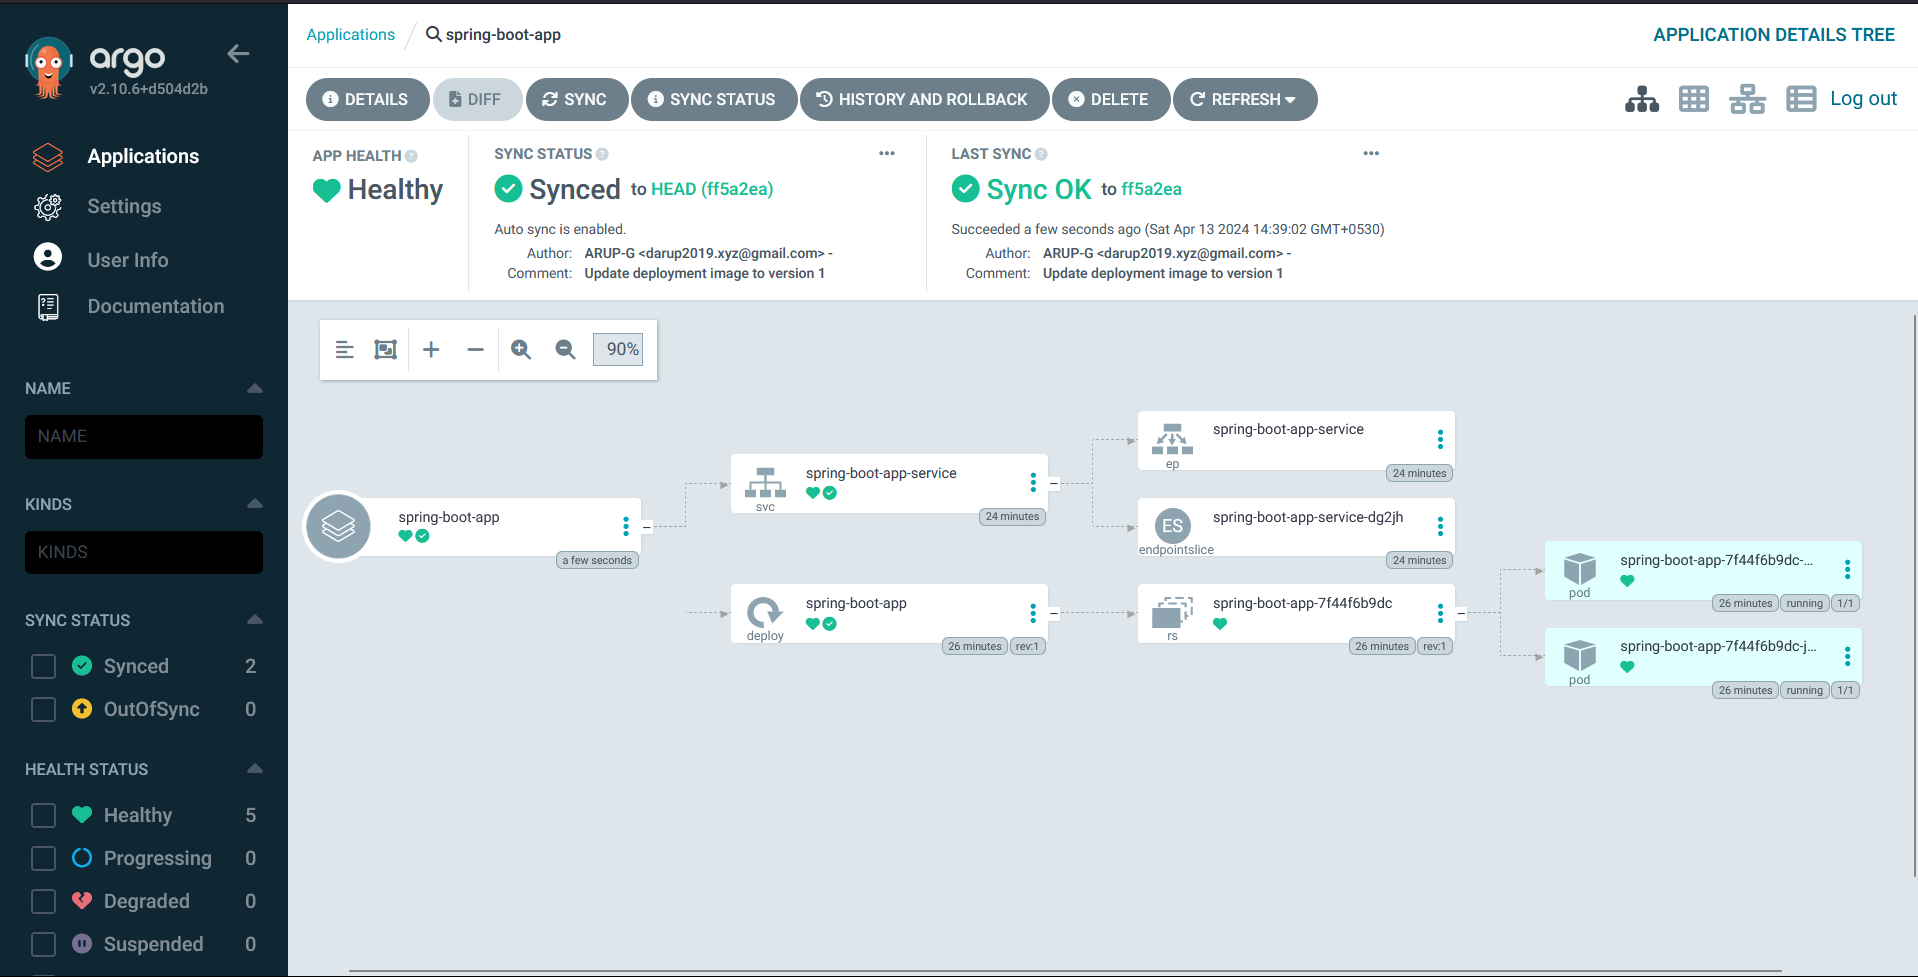 argo
v2.10.6+d504d2b
Applications
Settings
User Info
Documentation
NAME
NAME
KINDS
KINDS
SYNC STATUS
Synced 2
OutOfSync 0
HEALTH STATUS
Healthy 5
Progressing 0
Degraded 0
Suspended 0
Applications / spring-boot-app
APPLICATION DETAILS TREE
DETAILS DIFF SYNC SYNC STATUS HISTORY AND ROLLBACK DELETE REFRESH
Log out
APP HEALTH
Healthy
SYNC STATUS
Synced to HEAD (ff5a2ea)
Auto sync is enabled.
Author: ARUP-G <darup2019.xyz@gmail.com> -
Comment: Update deployment image to version 1
LAST SYNC
Sync OK to ff5a2ea
Succeeded a few seconds ago (Sat Apr 13 2024 14:39:02 GMT+0530)
Author: ARUP-G <darup2019.xyz@gmail.com> -
Comment: Update deployment image to version 1
90%
spring-boot-app
a few seconds
spring-boot-app-service
svc
24 minutes
spring-boot-app
deploy
26 minutes rev:1
spring-boot-app-service
ep
24 minutes
ES
spring-boot-app-service-dg2jh
endpointslice
24 minutes
spring-boot-app-7f44f6b9dc
rs
26 minutes rev:1
spring-boot-app-7f44f6b9dc-...
pod
26 minutes running 1/1
spring-boot-app-7f44f6b9dc-j...
pod
26 minutes running 1/1